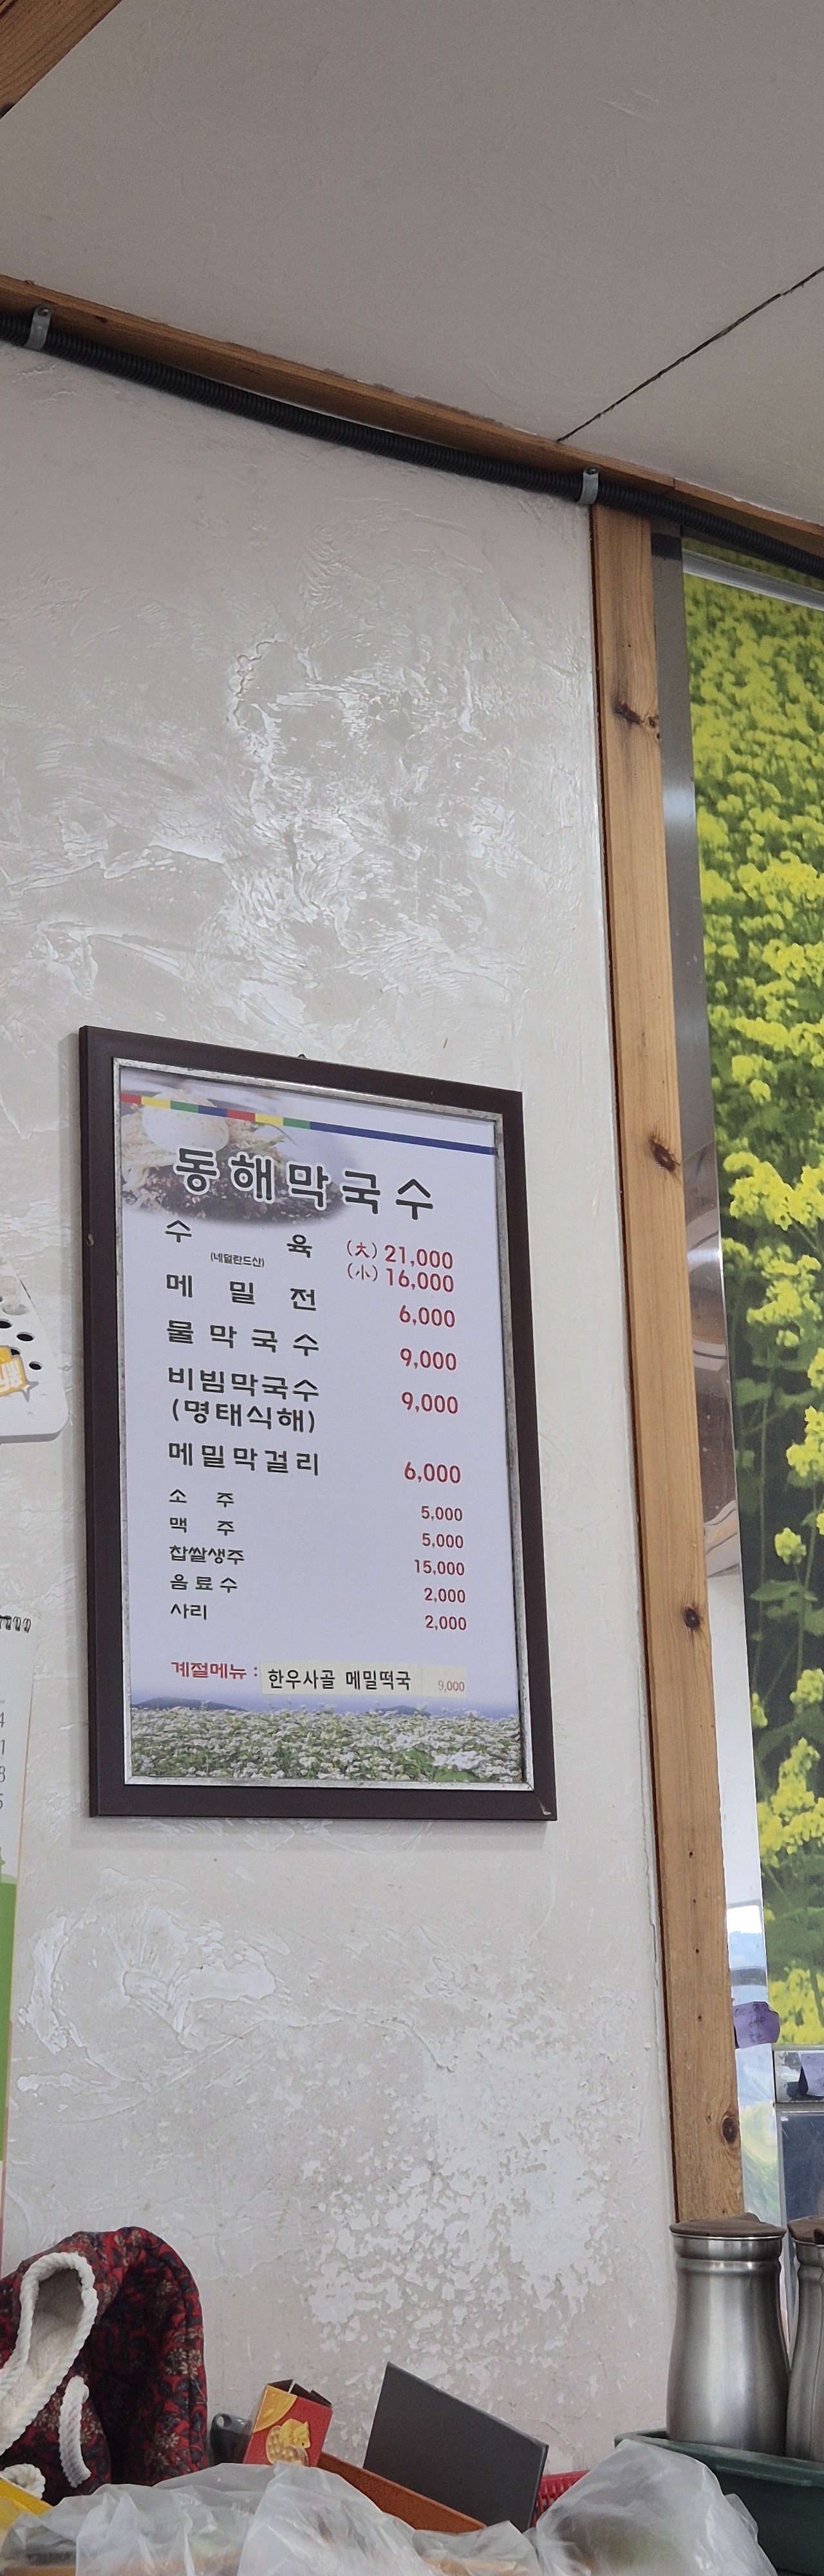 동해막국수
수 육 (大) 21,000
(네덜란드산) (小) 16,000
메 밀 전 6,000
물 막 국 수 9,000
비빔막국수
(명태식해) 9,000
메밀막걸리 6,000
소 주 5,000
맥 주 5,000
찹쌀생주 15,000
음료수 2,000
사리 2,000
계절메뉴 : 한우사골 메밀떡국 9,000